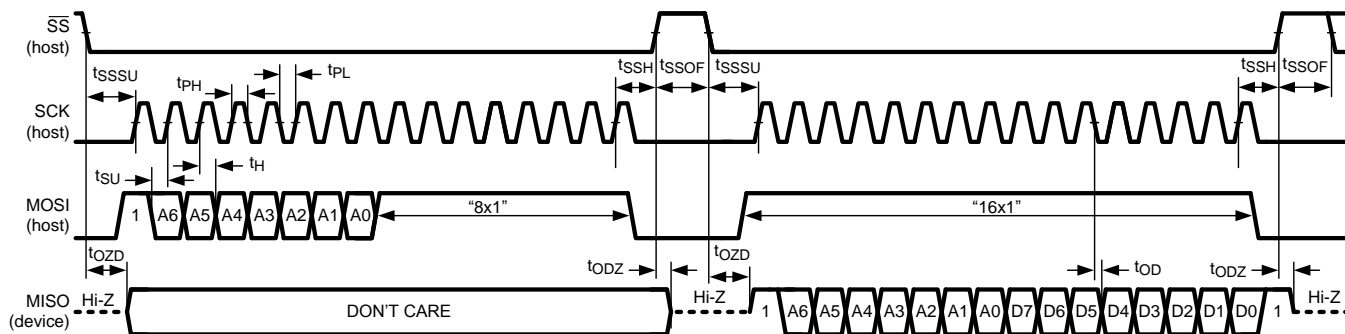 SS
(host)
tSSSU
tPH
tPL
tSSH
tSSOF
tSSSU
tSSH
tSSOF
SCK
(host)
tSU
tH
MOSI
(host)
1 A6 A5 A4 A3 A2 A1 A0 “8x1” “16x1”
tOZD
tODZ
tOZD
tOD
tODZ
MISO
(device)
Hi-Z DON'T CARE Hi-Z 1 A6 A5 A4 A3 A2 A1 A0 D7 D6 D5 D4 D3 D2 D1 D0 1 Hi-Z